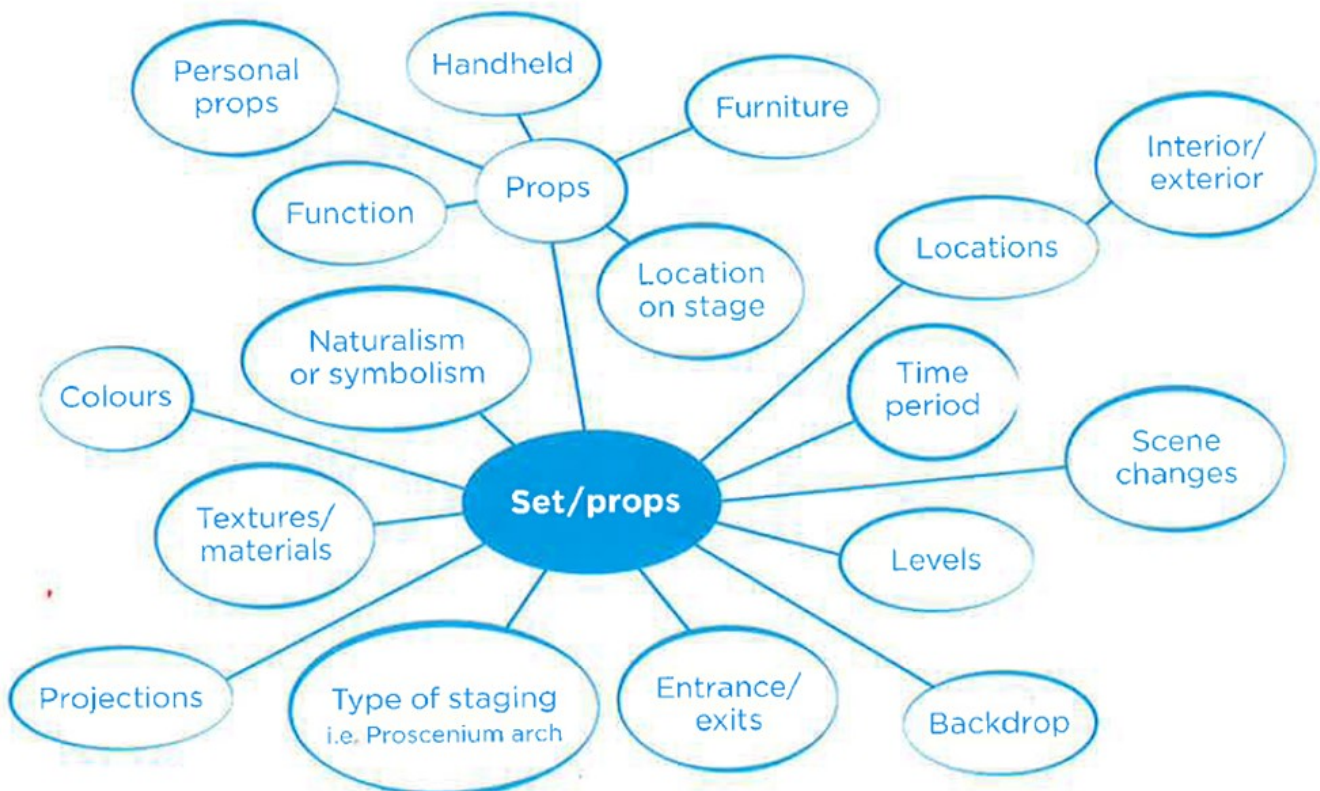 Personal
props
Handheld
Furniture
Interior/
exterior
Props
Function
Locations
Location
on stage
Naturalism
or symbolism
Time
period
Colours
Scene
changes
Set/props
Textures/
materials
Levels
Projections
Type of staging
i.e. Proscenium arch
Entrance/
exits
Backdrop